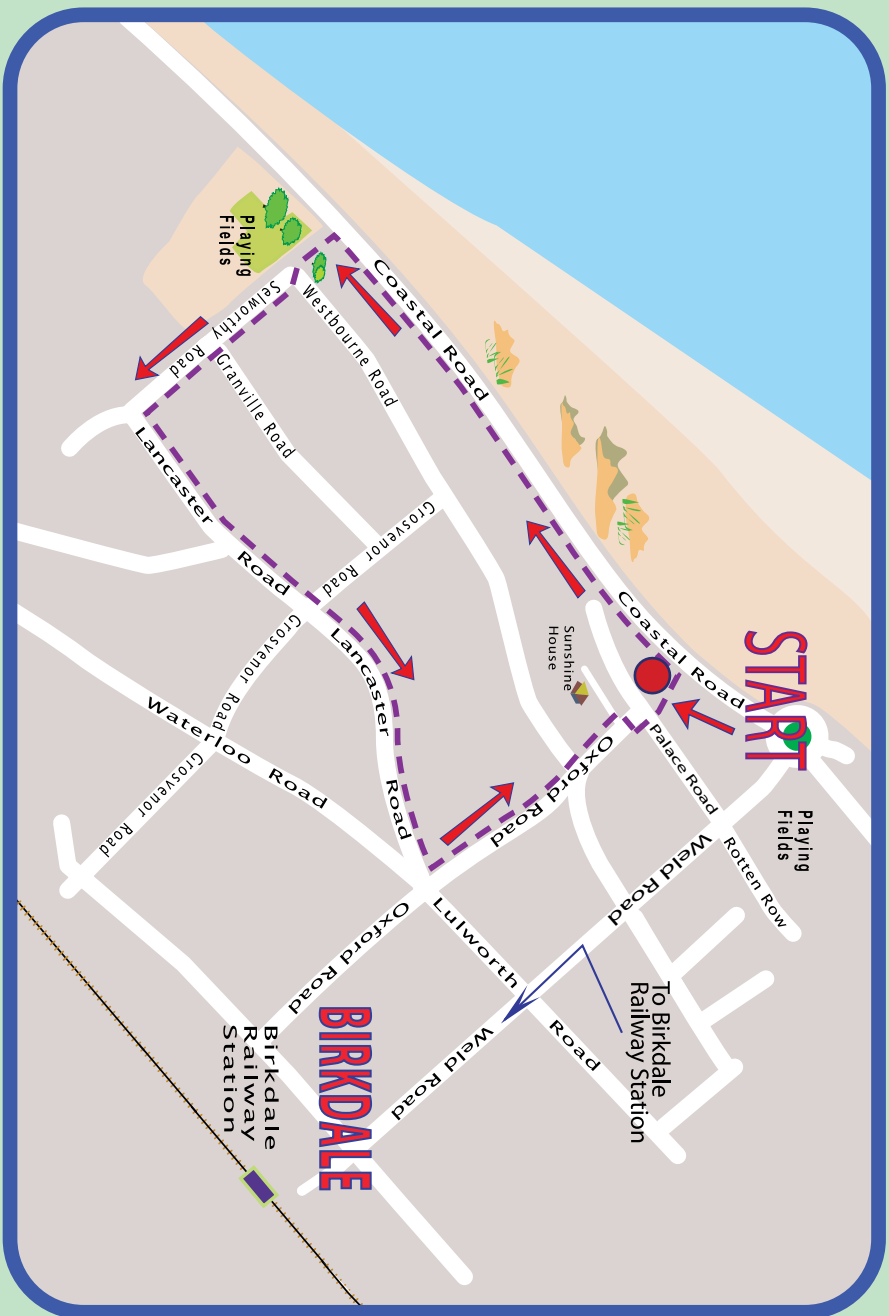 START
Coastal Road
Coastal Road
Playing
Fields
Palace Road
Rotten Row
Weld Road
Sunshine
House
Oxford Road
To Birkdale
Railway Station
Westbourne Road
Playing
Fields
Selworthy
Road
Granville Road
Grosvenor Road
Lancaster
Road
Lancaster
Road
Grosvenor Road
Waterloo Road
Grosvenor Road
Lulworth
Road
Oxford Road
Weld Road
BIRKDALE
Birkdale
Railway
Station